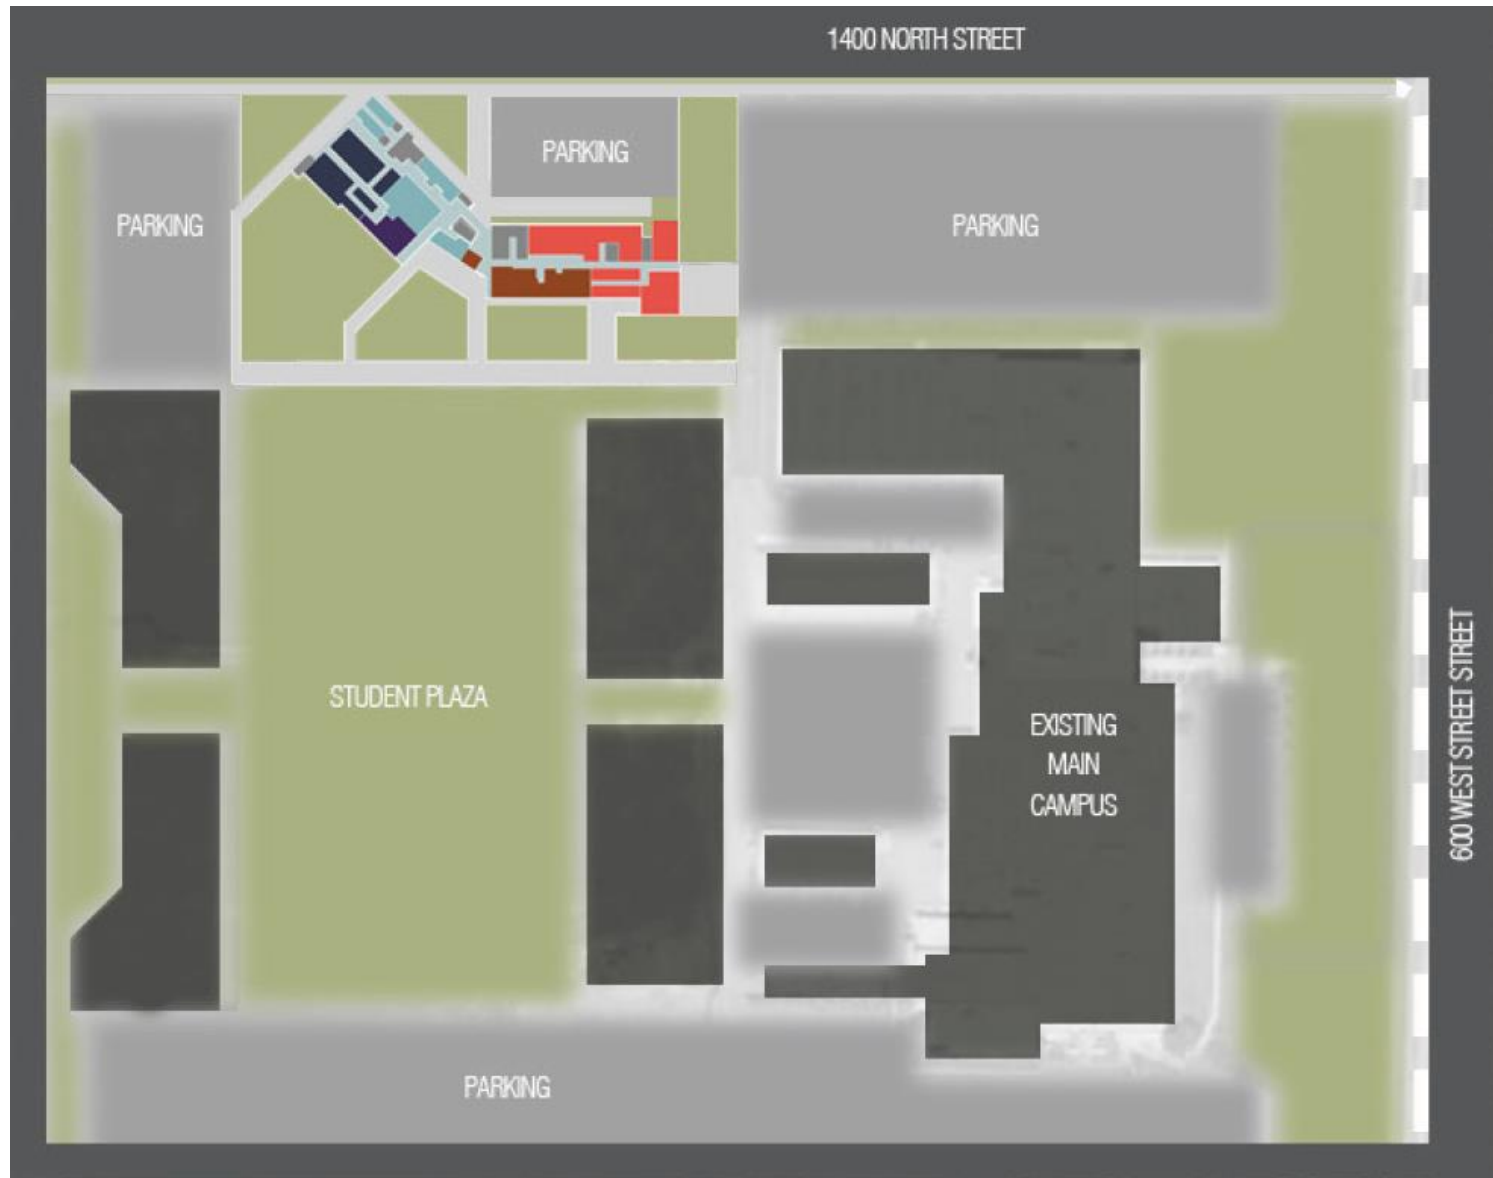 1400 NORTH STREET
PARKING
PARKING
PARKING
STUDENT PLAZA
EXISTING
MAIN
CAMPUS
600 WEST STREET STREET
PARKING